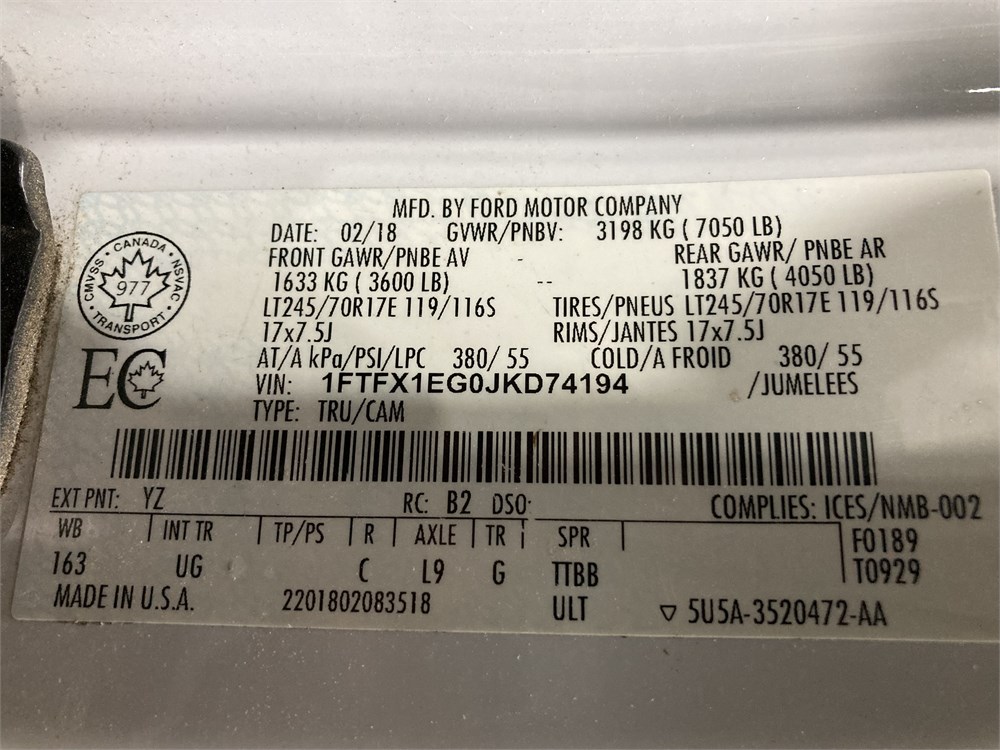 MFD. BY FORD MOTOR COMPANY
DATE: 02/18 GVWR/PNBV: 3198 KG ( 7050 LB)
FRONT GAWR/PNBE AV - REAR GAWR/ PNBE AR
1633 KG ( 3600 LB) -- 1837 KG ( 4050 LB)
LT245/70R17E 119/116S TIRES/PNEUS LT245/70R17E 119/116S
17x7.5J RIMS/JANTES 17x7.5J
AT/A kPa/PSI/LPC 380/ 55 COLD/A FROID 380/ 55
VIN: 1FTFX1EG0JKD74194 /JUMELEES
TYPE: TRU/CAM
CANADA
CMVSS 977 NSVAC
TRANSPORT
EC
EXT PNT: YZ RC: B2 DSO: COMPLIES: ICES/NMB-002
WB INT TR TP/PS R AXLE TR SPR F0189
163 UG C L9 G TTBB T0929
MADE IN U.S.A. 2201802083518 ULT ▽ 5U5A-3520472-AA